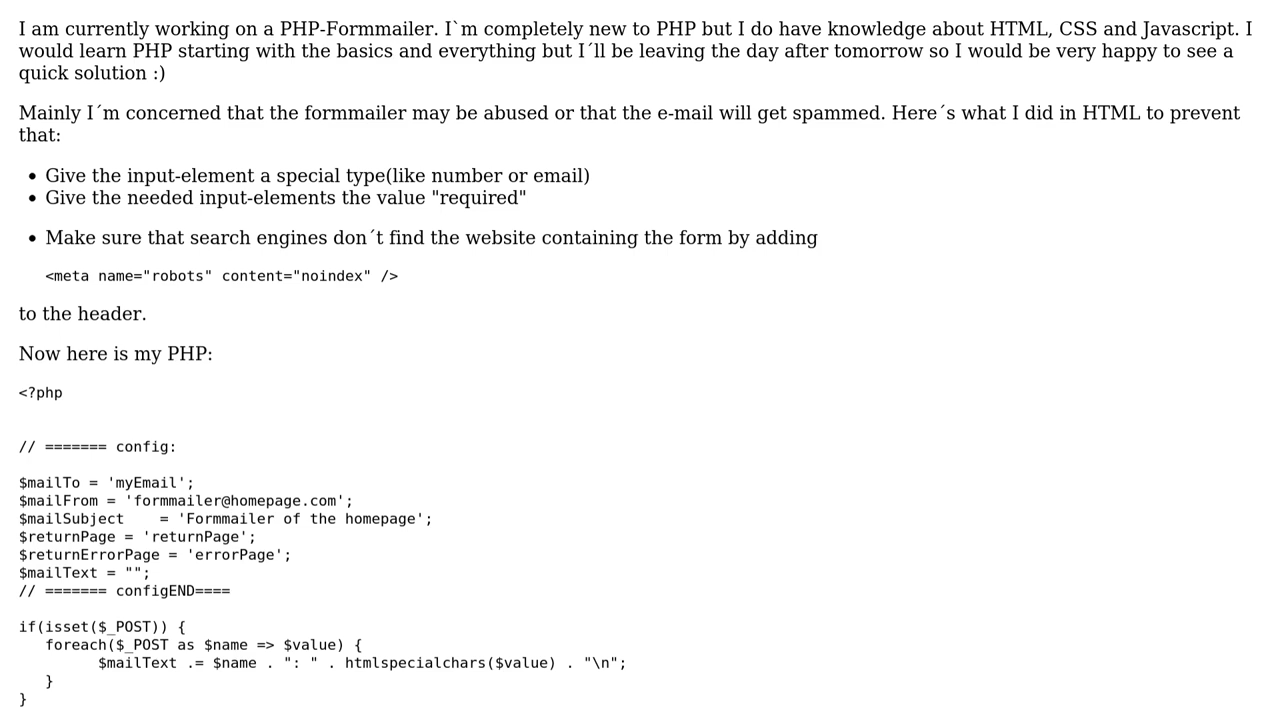 I am currently working on a PHP-Formmailer. I`m completely new to PHP but I do have knowledge about HTML, CSS and Javascript. I
would learn PHP starting with the basics and everything but I´ll be leaving the day after tomorrow so I would be very happy to see a
quick solution :)
Mainly I´m concerned that the formmailer may be abused or that the e-mail will get spammed. Here´s what I did in HTML to prevent
that:
• Give the input-element a special type(like number or email)
• Give the needed input-elements the value "required"
• Make sure that search engines don´t find the website containing the form by adding
<meta name="robots" content="noindex" />
to the header.
Now here is my PHP:
<?php
// ======= config:
$mailTo = 'myEmail';
$mailFrom = 'formmailer@homepage.com';
$mailSubject    = 'Formmailer of the homepage';
$returnPage = 'returnPage';
$returnErrorPage = 'errorPage';
$mailText = "";
// ======= configEND====
if(isset($_POST)) {
   foreach($_POST as $name => $value) {
         $mailText .= $name . ": " . htmlspecialchars($value) . "\n";
   }
}